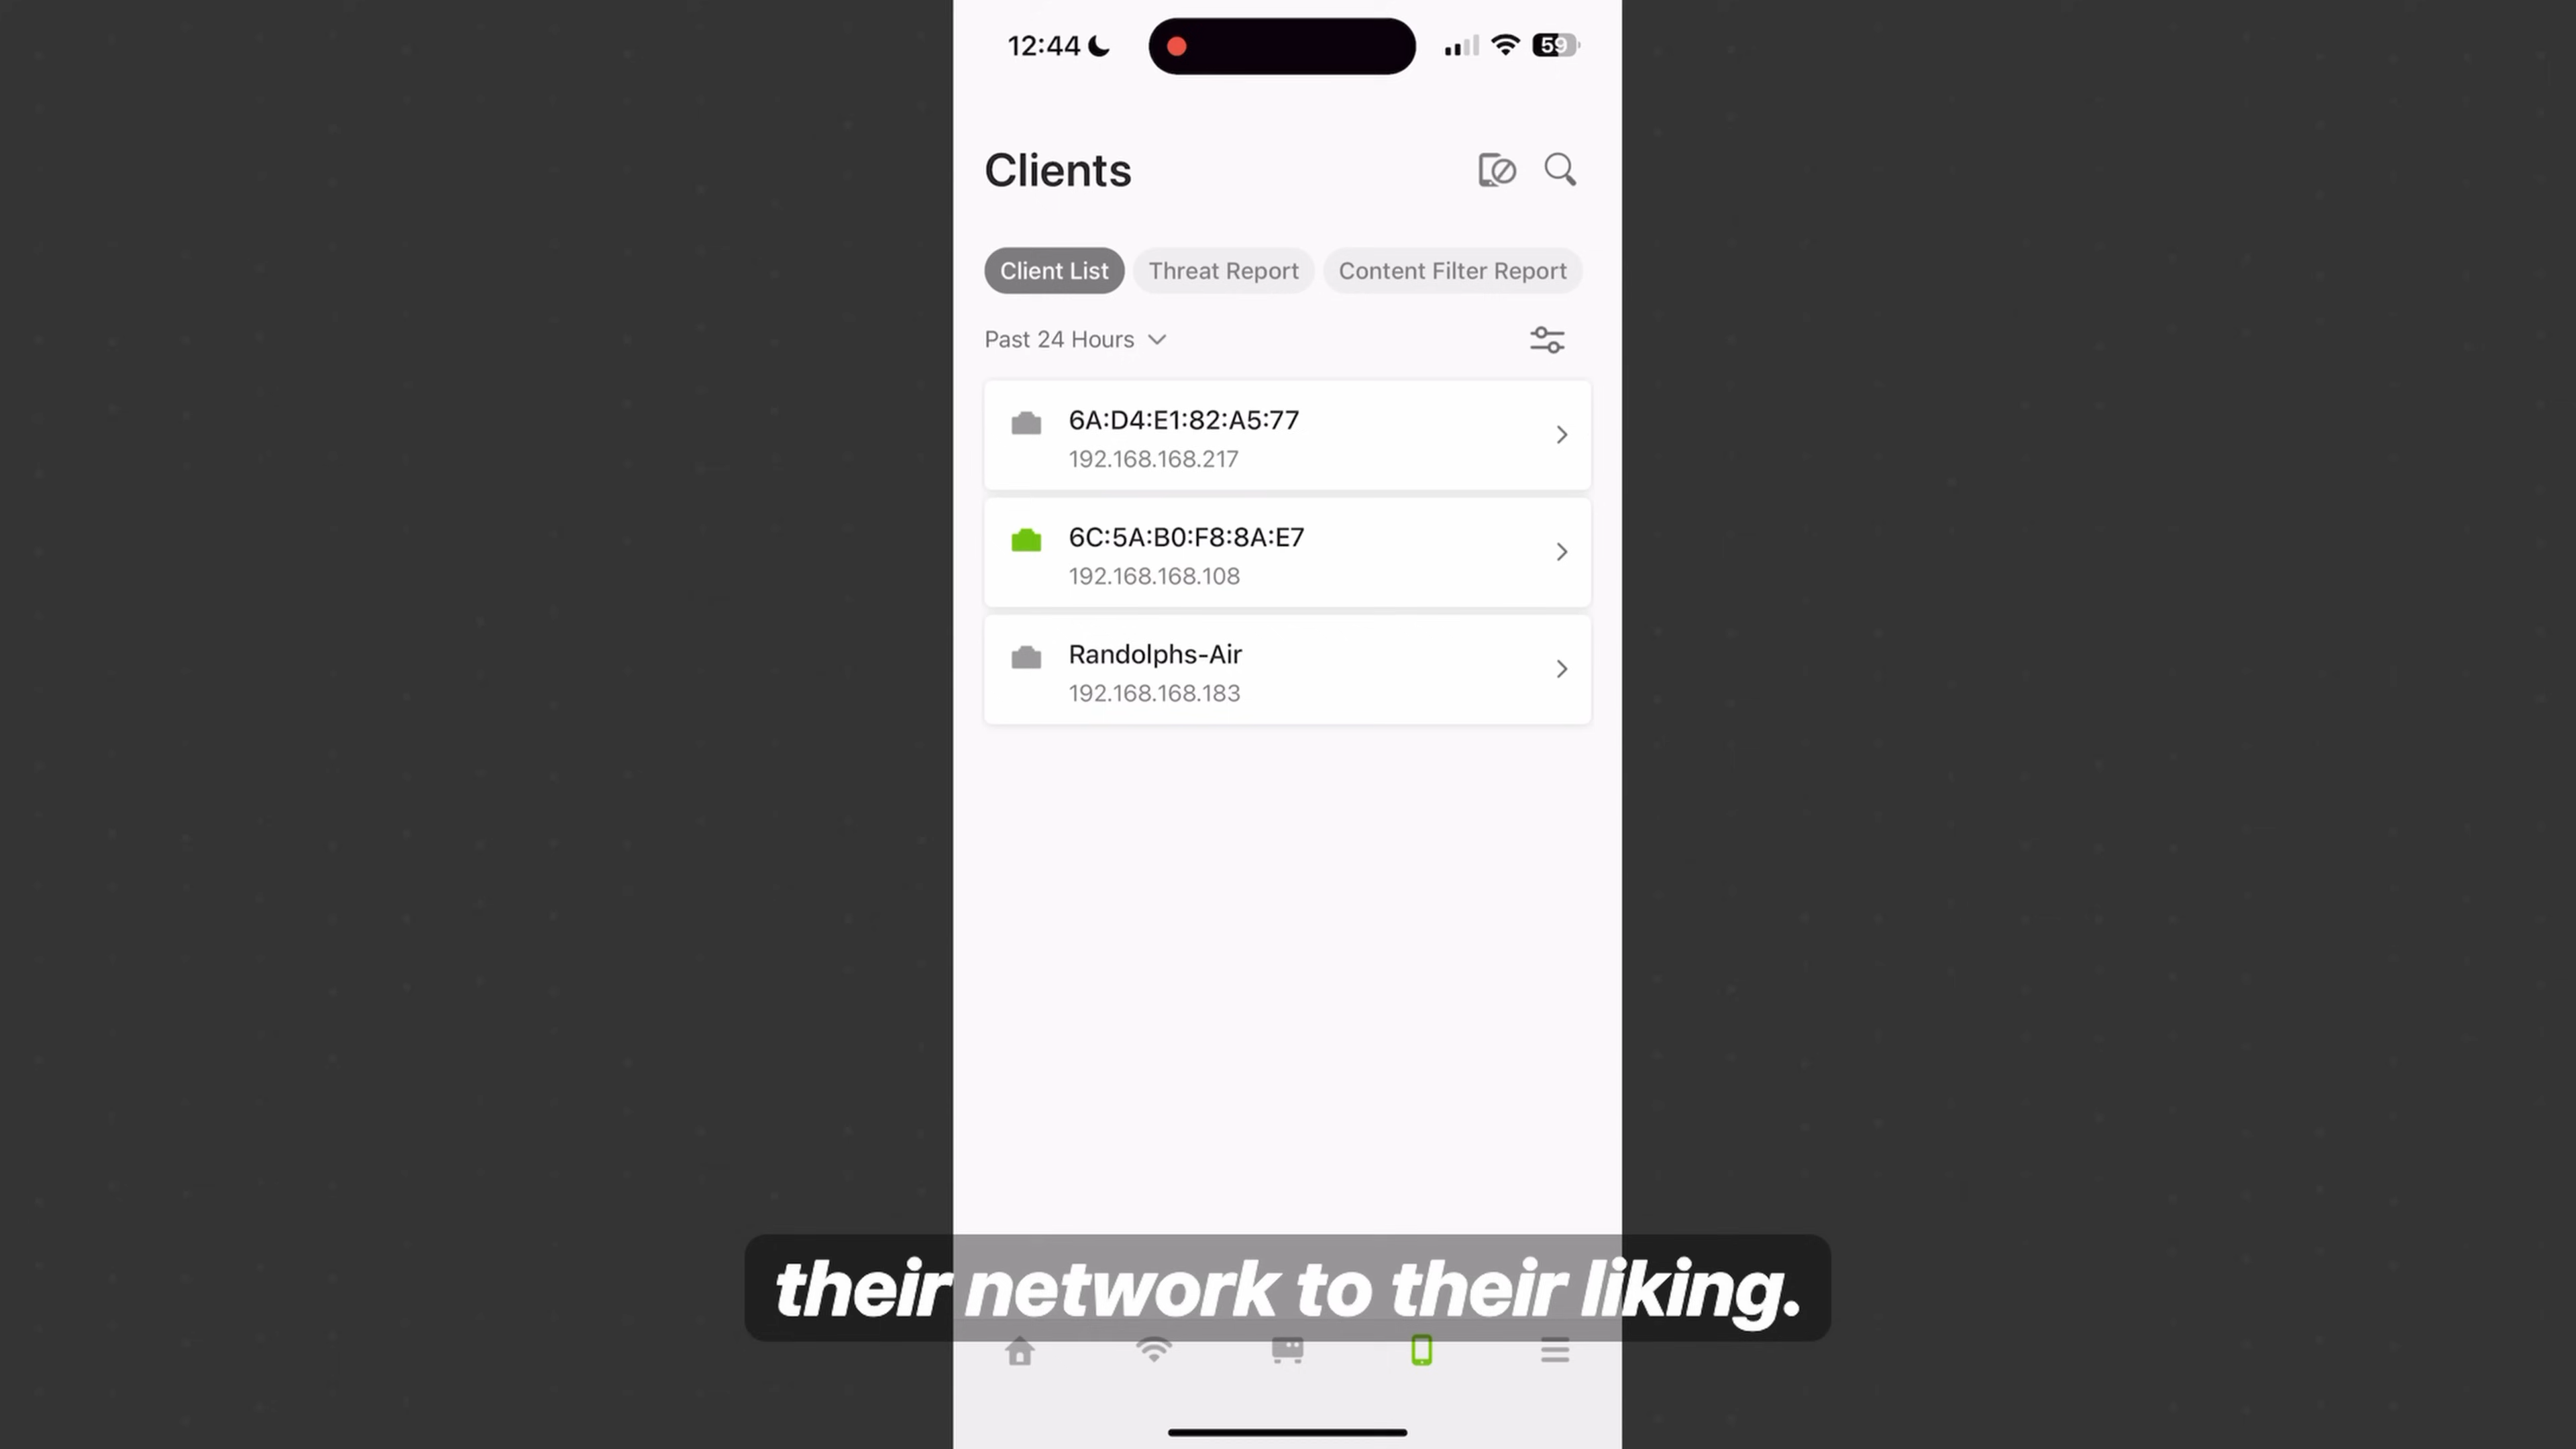 12:44
59
Clients
Client List
Threat Report
Content Filter Report
Past 24 Hours
6A:D4:E1:82:A5:77
192.168.168.217
6C:5A:B0:F8:8A:E7
192.168.168.108
Randolphs-Air
192.168.168.183
their network to their liking.